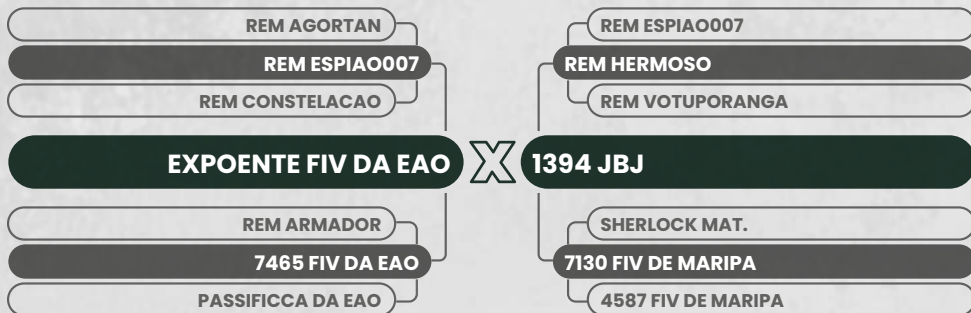 REM AGORTAN
REM ESPIAO007
REM CONSTELACAO
EXPOENTE FIV DA EAO
REM ARMADOR
7465 FIV DA EAO
PASSIFICCA DA EAO
X
REM ESPIAO007
REM HERMOSO
REM VOTUPORANGA
1394 JBJ
SHERLOCK MAT.
7130 FIV DE MARIPA
4587 FIV DE MARIPA